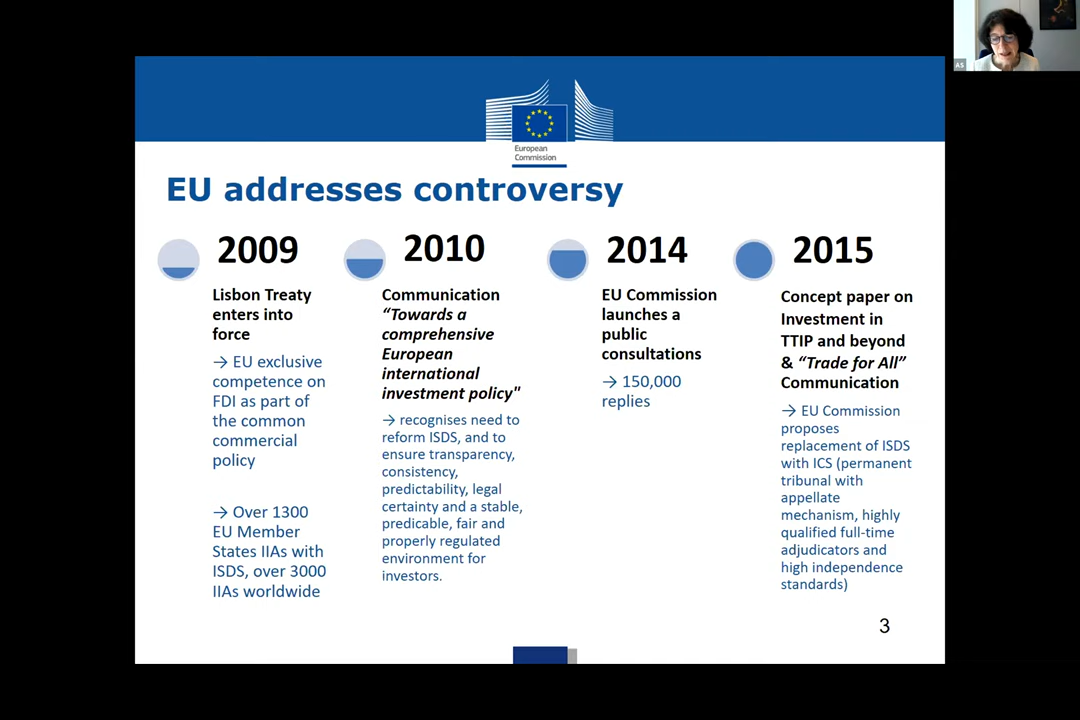 AS
European
Commission
EU addresses controversy
2009
Lisbon Treaty
enters into
force
→ EU exclusive
competence on
FDI as part of
the common
commercial
policy
→ Over 1300
EU Member
States IIAs with
ISDS, over 3000
IIAs worldwide
2010
Communication
“Towards a
comprehensive
European
international
investment policy"
→ recognises need to
reform ISDS, and to
ensure transparency,
consistency,
predictability, legal
certainty and a stable,
predicable, fair and
properly regulated
environment for
investors.
2014
EU Commission
launches a
public
consultations
→ 150,000
replies
2015
Concept paper on
Investment in
TTIP and beyond
& “Trade for All”
Communication
→ EU Commission
proposes
replacement of ISDS
with ICS (permanent
tribunal with
appellate
mechanism, highly
qualified full-time
adjudicators and
high independence
standards)
3